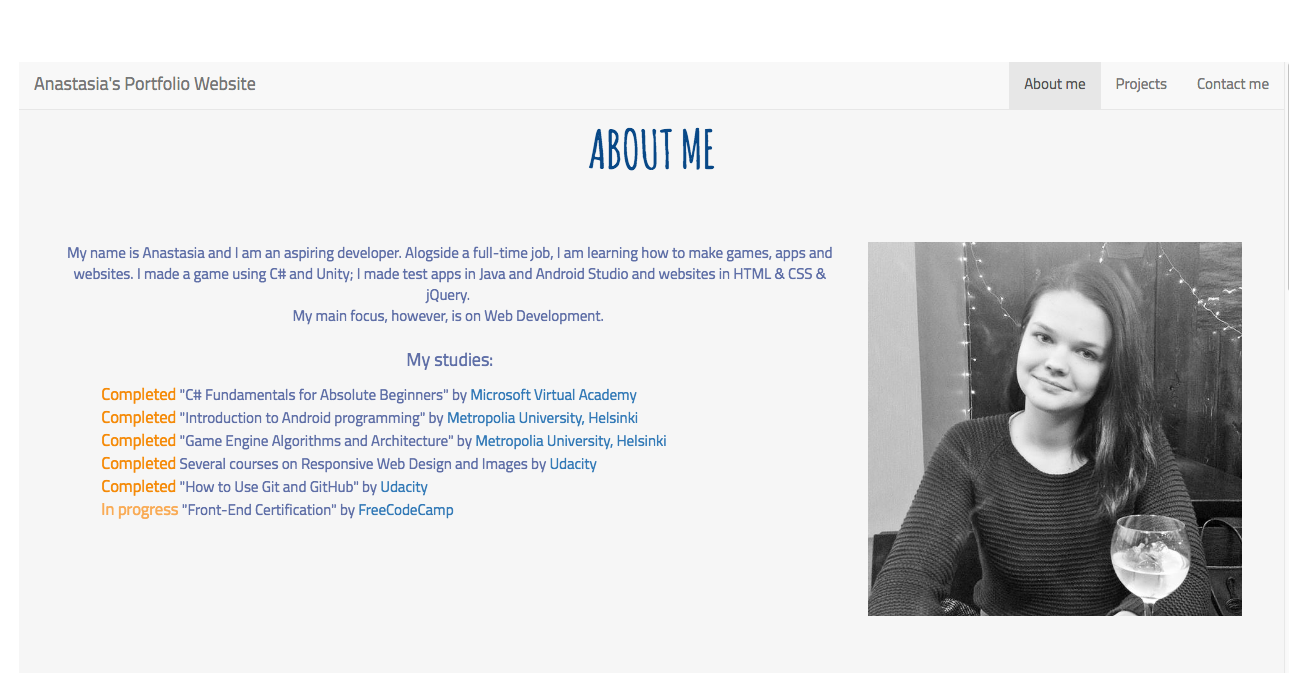 Anastasia's Portfolio Website
About me
Projects
Contact me
ABOUT ME
My name is Anastasia and I am an aspiring developer. Alogside a full-time job, I am learning how to make games, apps and
websites. I made a game using C# and Unity; I made test apps in Java and Android Studio and websites in HTML & CSS &
jQuery.
My main focus, however, is on Web Development.
My studies:
Completed "C# Fundamentals for Absolute Beginners" by Microsoft Virtual Academy
Completed "Introduction to Android programming" by Metropolia University, Helsinki
Completed "Game Engine Algorithms and Architecture" by Metropolia University, Helsinki
Completed Several courses on Responsive Web Design and Images by Udacity
Completed "How to Use Git and GitHub" by Udacity
In progress "Front-End Certification" by FreeCodeCamp